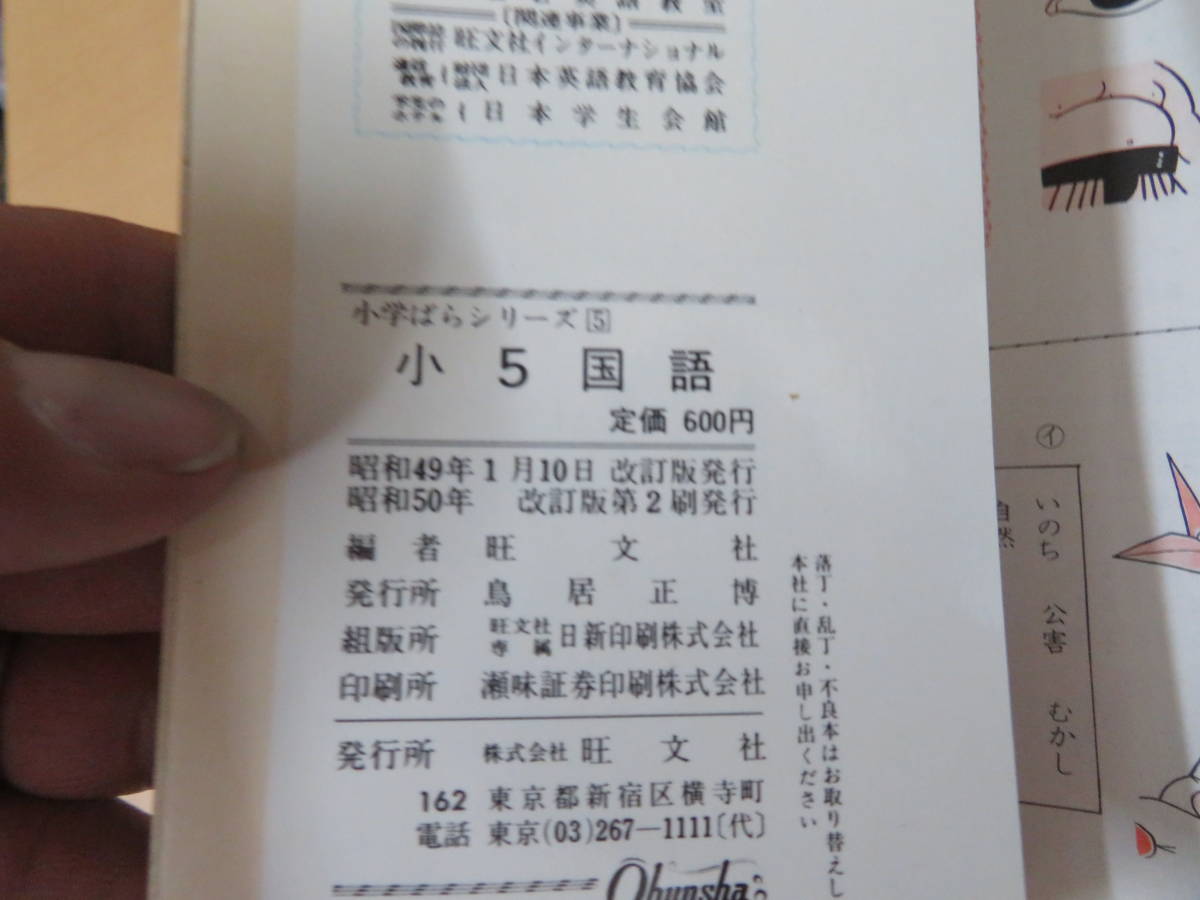 英語教室
〔関連事業〕
旺文社インターナショナル
財団法人 日本英語教育協会
日本学生会館
小学ばらシリーズ 5
小5国語
定価 600円
昭和49年1月10日 改訂版発行
昭和50年 改訂版第2刷発行
編者 旺文社
発行所 鳥居正博
組版所 旺文社専属 日新印刷株式会社
印刷所 瀬味証券印刷株式会社
発行所 株式会社 旺文社
162 東京都新宿区横寺町
電話 東京(03)267-1111〔代〕
Obunsha
落丁・乱丁・不良本はお取り替えし
本社に直接お申し出ください
イ
いのち 公害 むかし
自然